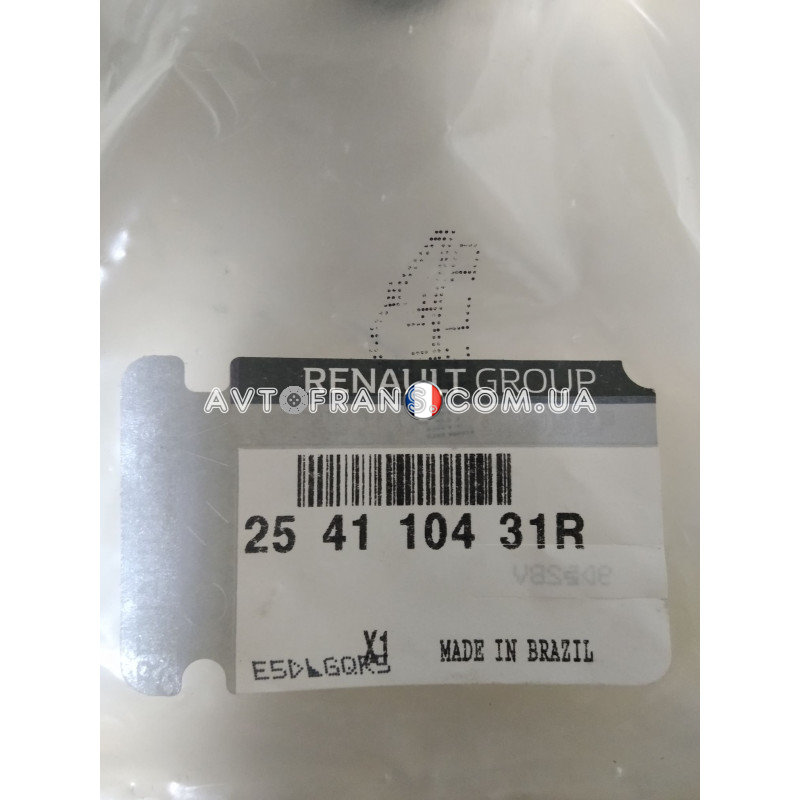 RENAULT GROUP
AVTOFRANS.COM.UA
25 41 104 31R
X1
MADE IN BRAZIL